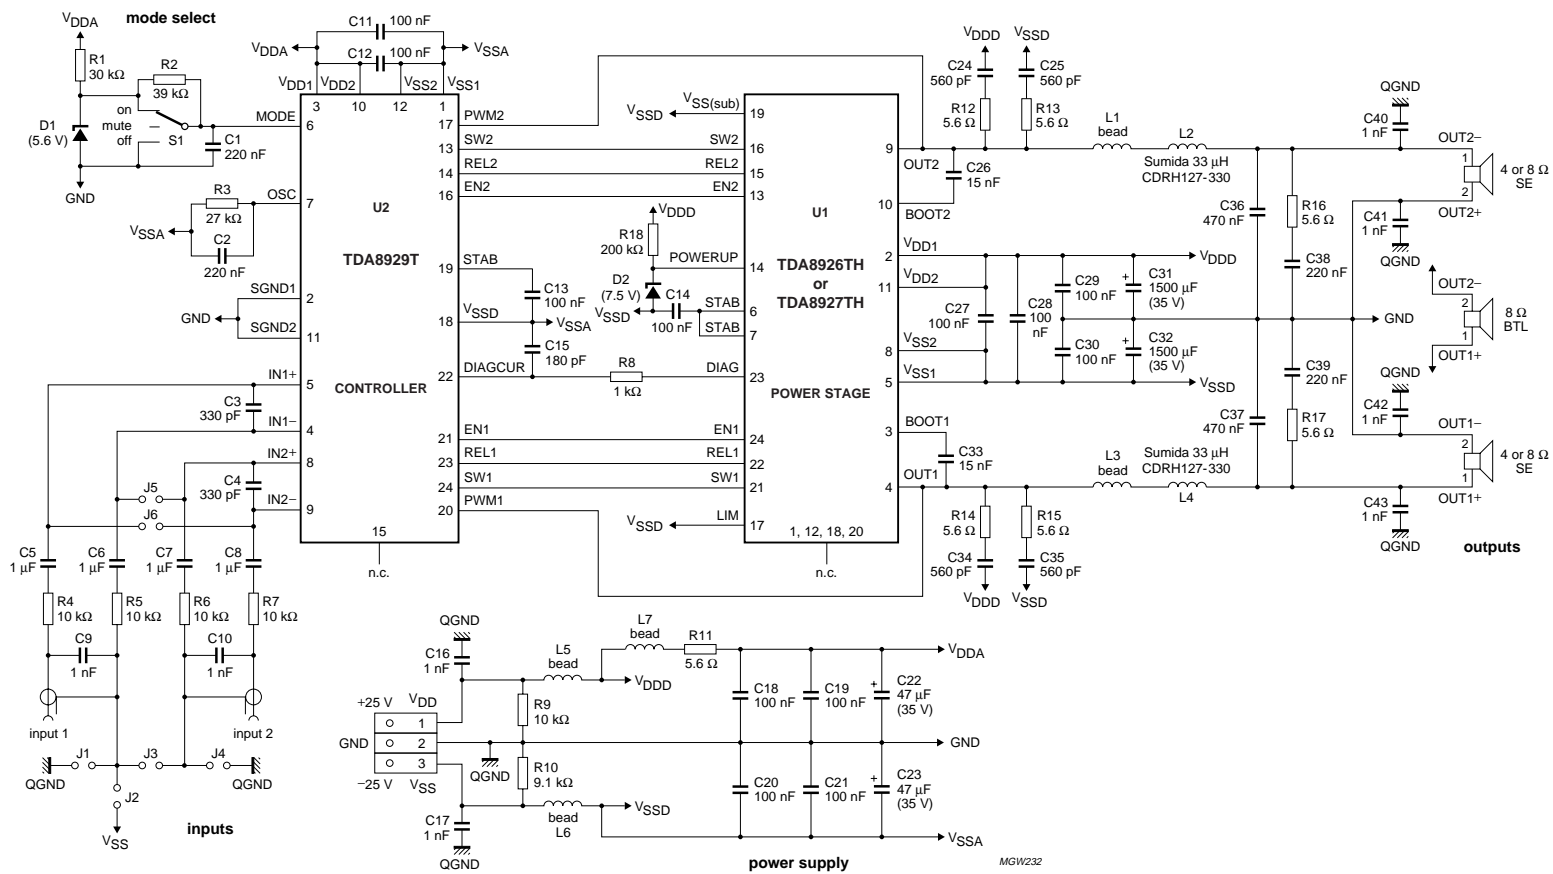 mode select
VDDA
R1
30 kΩ
R2
39 kΩ
on
mute
off
S1
D1
(5.6 V)
C1
220 nF
GND
MODE
6
R3
27 kΩ
OSC
7
VSSA
C2
220 nF
SGND1
2
GND
SGND2
11
IN1+
5
C3
330 pF
IN1−
4
IN2+
8
C4
330 pF
IN2−
9
J5
J6
C5
1 μF
C6
1 μF
C7
1 μF
C8
1 μF
R4
10 kΩ
R5
10 kΩ
R6
10 kΩ
R7
10 kΩ
C9
1 nF
C10
1 nF
input 1
input 2
J1
J3
J4
QGND
QGND
J2
VSS
inputs
C11
100 nF
VDDA
C12
100 nF
VSSA
VDD1
VDD2
VSS2
VSS1
3
10
12
1
U2
TDA8929T
CONTROLLER
15
n.c.
17
PWM2
13
SW2
14
REL2
16
EN2
19
STAB
C13
100 nF
18
VSSD
VSSA
C15
180 pF
22
DIAGCUR
R8
1 kΩ
21
EN1
23
REL1
24
SW1
20
PWM1
VSSD
VSS(sub)
19
SW2
16
REL2
15
EN2
13
VDDD
R18
200 kΩ
POWERUP
14
D2
(7.5 V)
C14
100 nF
VSSD
STAB
6
STAB
7
DIAG
23
EN1
24
REL1
22
SW1
21
VSSD
LIM
17
U1
TDA8926TH
or
TDA8927TH
POWER STAGE
1, 12, 18, 20
n.c.
9
OUT2
10
BOOT2
C26
15 nF
2
VDD1
VDDD
11
VDD2
8
VSS2
5
VSS1
VSSD
3
BOOT1
C33
15 nF
4
OUT1
VDDD
VSSD
C24
560 pF
C25
560 pF
R12
5.6 Ω
R13
5.6 Ω
L1
bead
L2
Sumida 33 μH
CDRH127-330
C27
100 nF
C28
100
nF
C29
100 nF
C30
100 nF
+
C31
1500 μF
(35 V)
+
C32
1500 μF
(35 V)
GND
L3
bead
Sumida 33 μH
CDRH127-330
L4
R14
5.6 Ω
R15
5.6 Ω
C34
560 pF
C35
560 pF
VDDD
VSSD
C36
470 nF
R16
5.6 Ω
C38
220 nF
C39
220 nF
C37
470 nF
R17
5.6 Ω
QGND
C40
1 nF
OUT2−
1
2
4 or 8 Ω
SE
OUT2+
C41
1 nF
QGND
OUT2−
2
1
8 Ω
BTL
OUT1+
QGND
C42
1 nF
OUT1−
2
1
4 or 8 Ω
SE
OUT1+
C43
1 nF
QGND
outputs
QGND
C16
1 nF
L5
bead
L7
bead
R11
5.6 Ω
VDDA
VDDD
+25 V
VDD
1
GND
2
3
−25 V
VSS
R9
10 kΩ
QGND
R10
9.1 kΩ
C18
100 nF
C19
100 nF
+
C22
47 μF
(35 V)
GND
C20
100 nF
C21
100 nF
+
C23
47 μF
(35 V)
VSSD
bead
L6
C17
1 nF
QGND
VSSA
power supply
MGW232